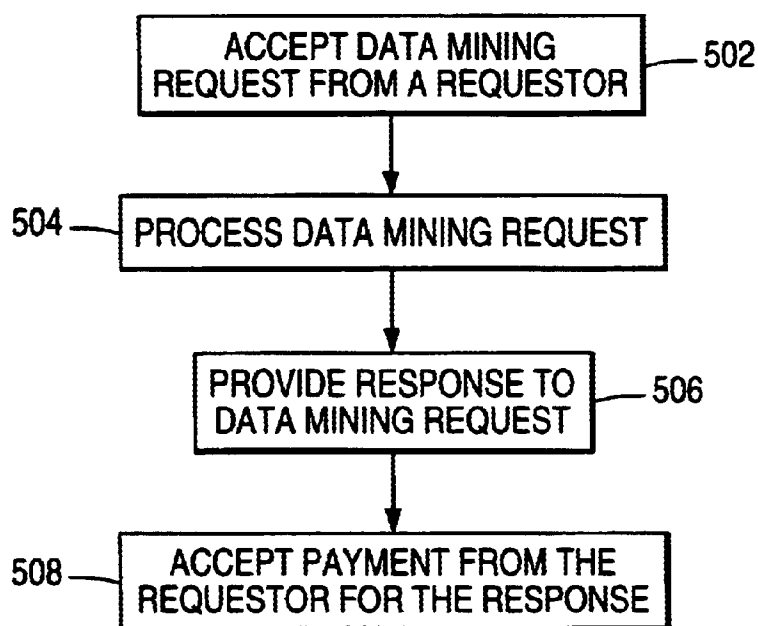 ACCEPT DATA MINING
REQUEST FROM A REQUESTOR
502
504
PROCESS DATA MINING REQUEST
PROVIDE RESPONSE TO
DATA MINING REQUEST
506
508
ACCEPT PAYMENT FROM THE
REQUESTOR FOR THE RESPONSE